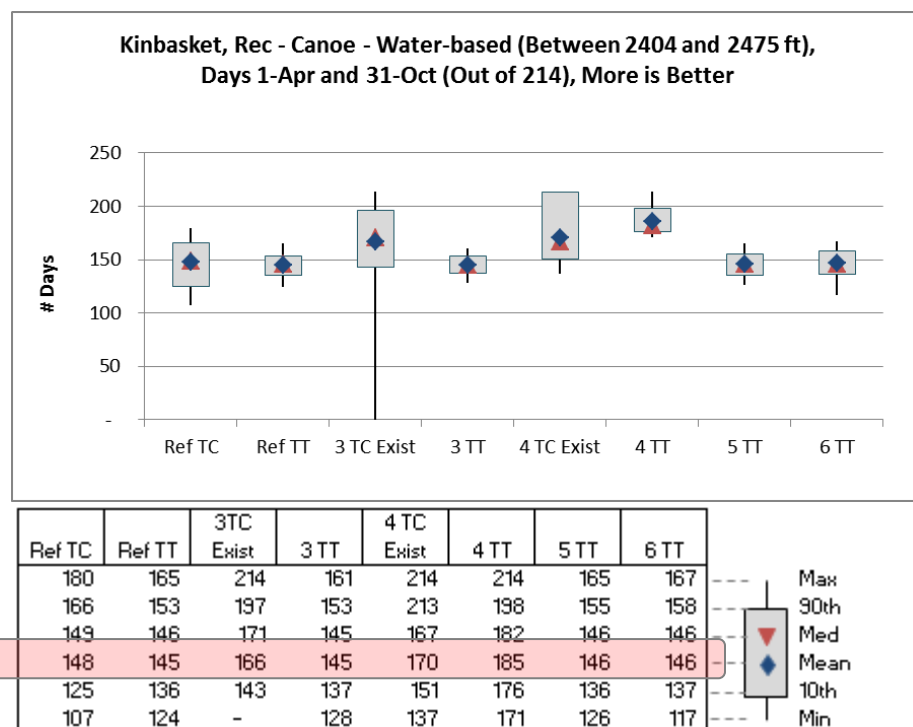 Kinbasket, Rec - Canoe - Water-based (Between 2404 and 2475 ft),
Days 1-Apr and 31-Oct (Out of 214), More is Better
250
200
150
100
50
-
# Days
Ref TC Ref TT 3 TC Exist 3 TT 4 TC Exist 4 TT 5 TT 6 TT
Ref TC Ref TT 3TC Exist 3 TT 4 TC Exist 4 TT 5 TT 6 TT
180 165 214 161 214 214 165 167 Max
166 153 197 153 213 198 155 158 90th
149 146 171 145 167 182 146 146 Med
148 145 166 145 170 185 146 146 Mean
125 136 143 137 151 176 136 137 10th
107 124 - 128 137 171 126 117 Min